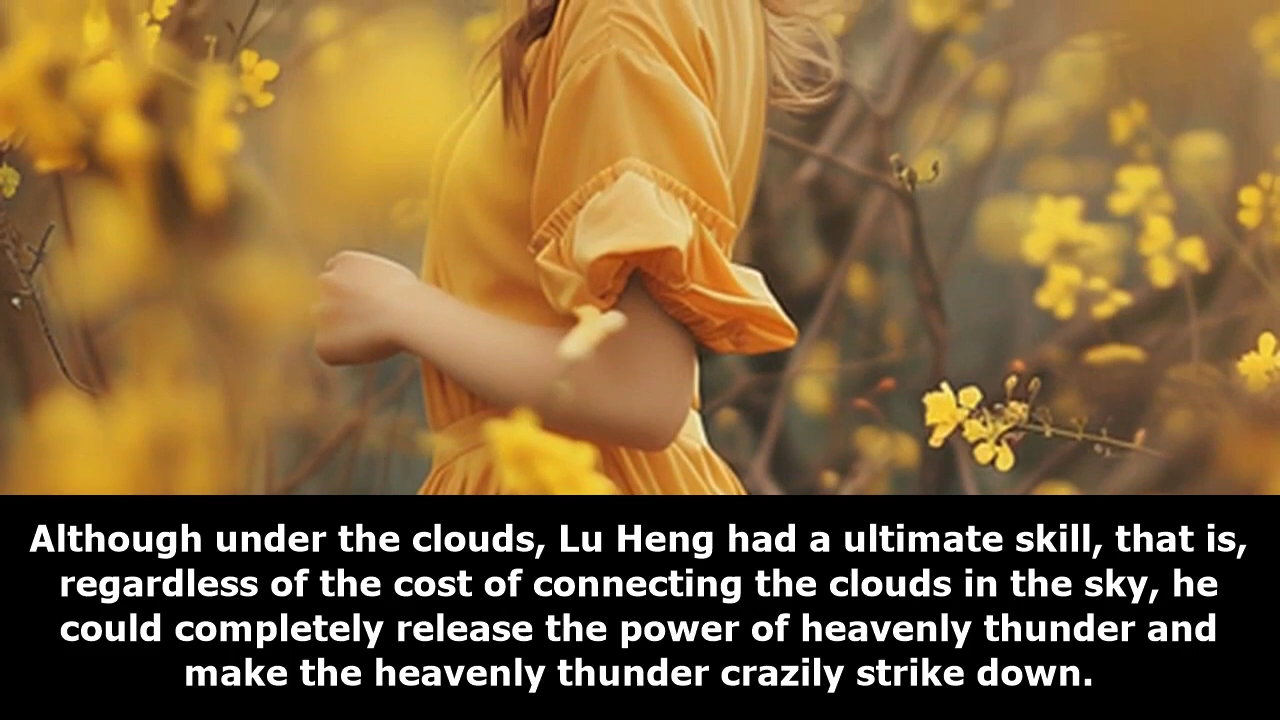 Although under the clouds, Lu Heng had a ultimate skill, that is,
regardless of the cost of connecting the clouds in the sky, he
could completely release the power of heavenly thunder and
make the heavenly thunder crazily strike down.